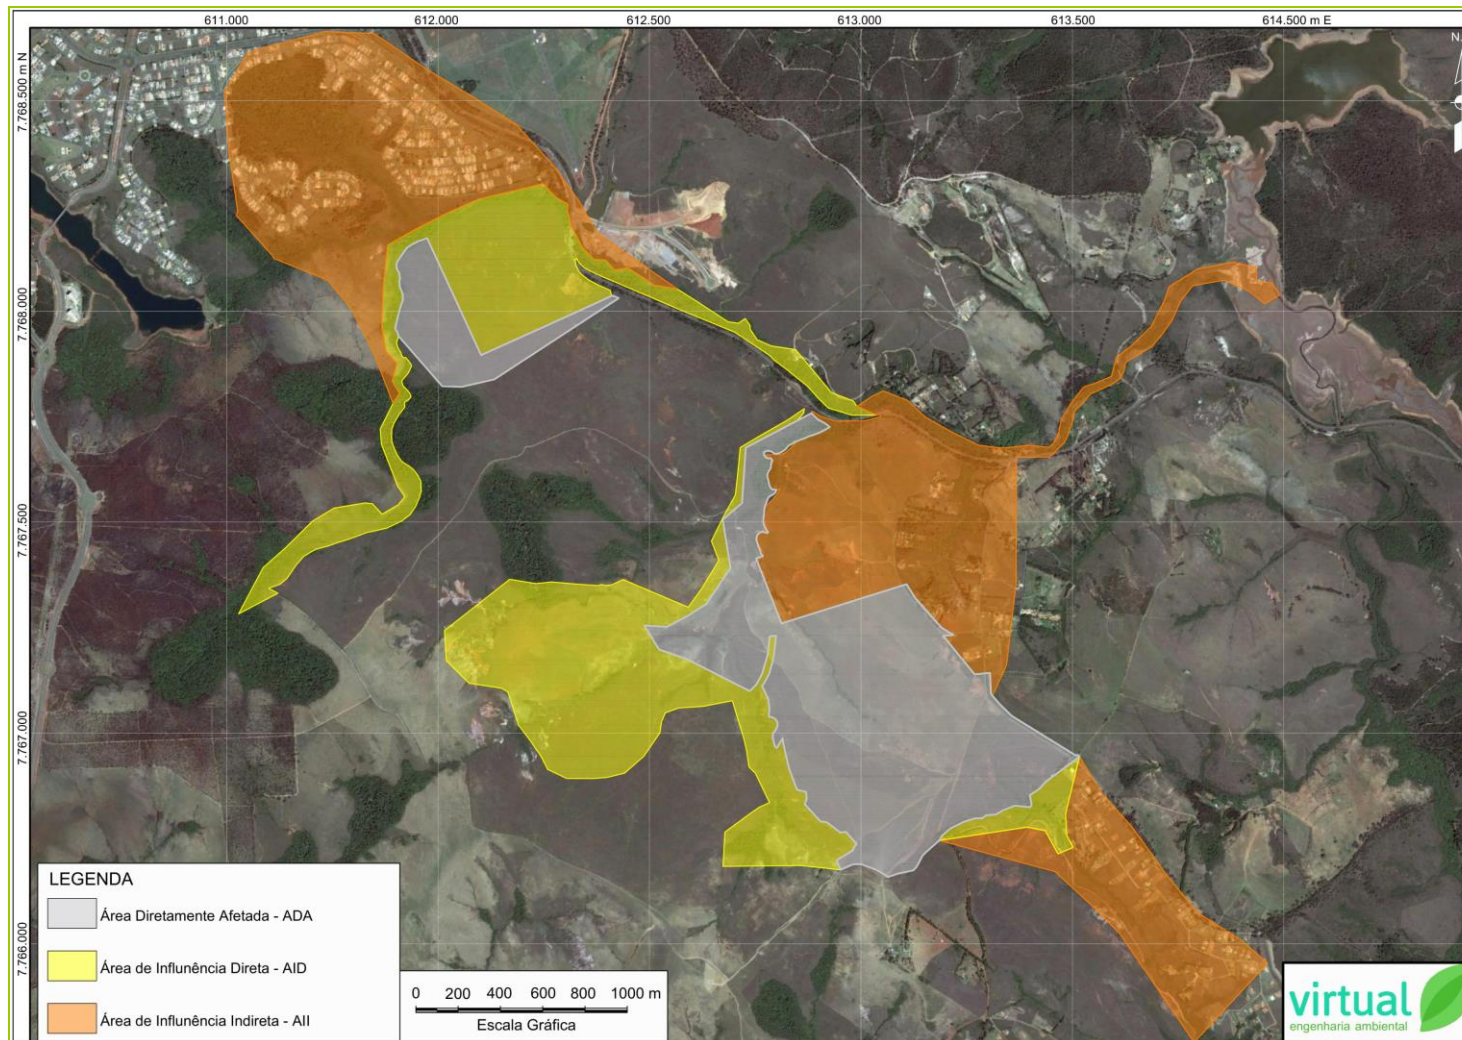 611.000 612.000 612.500 613.000 613.500 614.500 m E
N
7.768.500 m N
7.768.000
7.767.500
7.767.000
7.766.000
LEGENDA
Área Diretamente Afetada - ADA
Área de Influnência Direta - AID
Área de Influnência Indireta - AII
0 200 400 600 800 1000 m
Escala Gráfica
virtual
engenharia ambiental